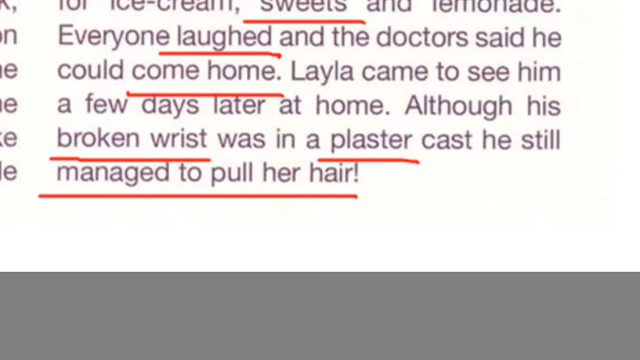 for ice-cream, sweets and lemonade.
on Everyone laughed and the doctors said he
could come home. Layla came to see him
a few days later at home. Although his
broken wrist was in a plaster cast he still
managed to pull her hair!